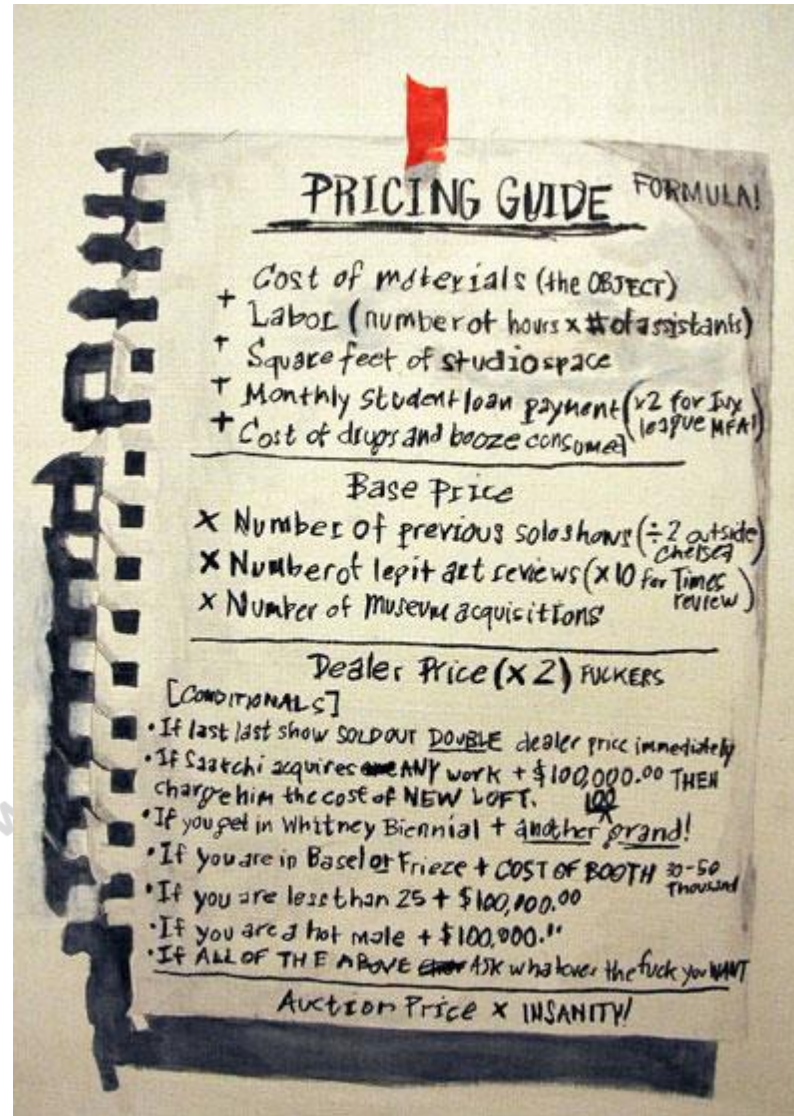 PRICING GUIDE FORMULA!
Cost of materials (the OBJECT)
+ Labor (number of hours x # of assistants)
+ Square feet of studio space
+ Monthly student loan payment (x2 for Ivy league MFA!)
+ Cost of drugs and booze consumed
Base Price
X Number of previous solo shows (÷2 outside Chelsea)
X Number of legit art reviews (X10 for Times review)
X Number of Museum acquisitions
Dealer Price (X2) FUCKERS
[CONDITIONALS]
• If last last show SOLD OUT DOUBLE dealer price immediately
• If Saatchi acquires ANY work + $100,000.00 THEN
charge him the cost of NEW LOFT.
100
• If you get in Whitney Biennial + another grand!
• If you are in Basel or Frieze + COST OF BOOTH 30-50 Thousand
• If you are less than 25 + $100,000.00
• If you are a hot male + $100,000.00
• If ALL OF THE ABOVE ASK whatever the fuck you WANT
Auction Price x INSANITY!